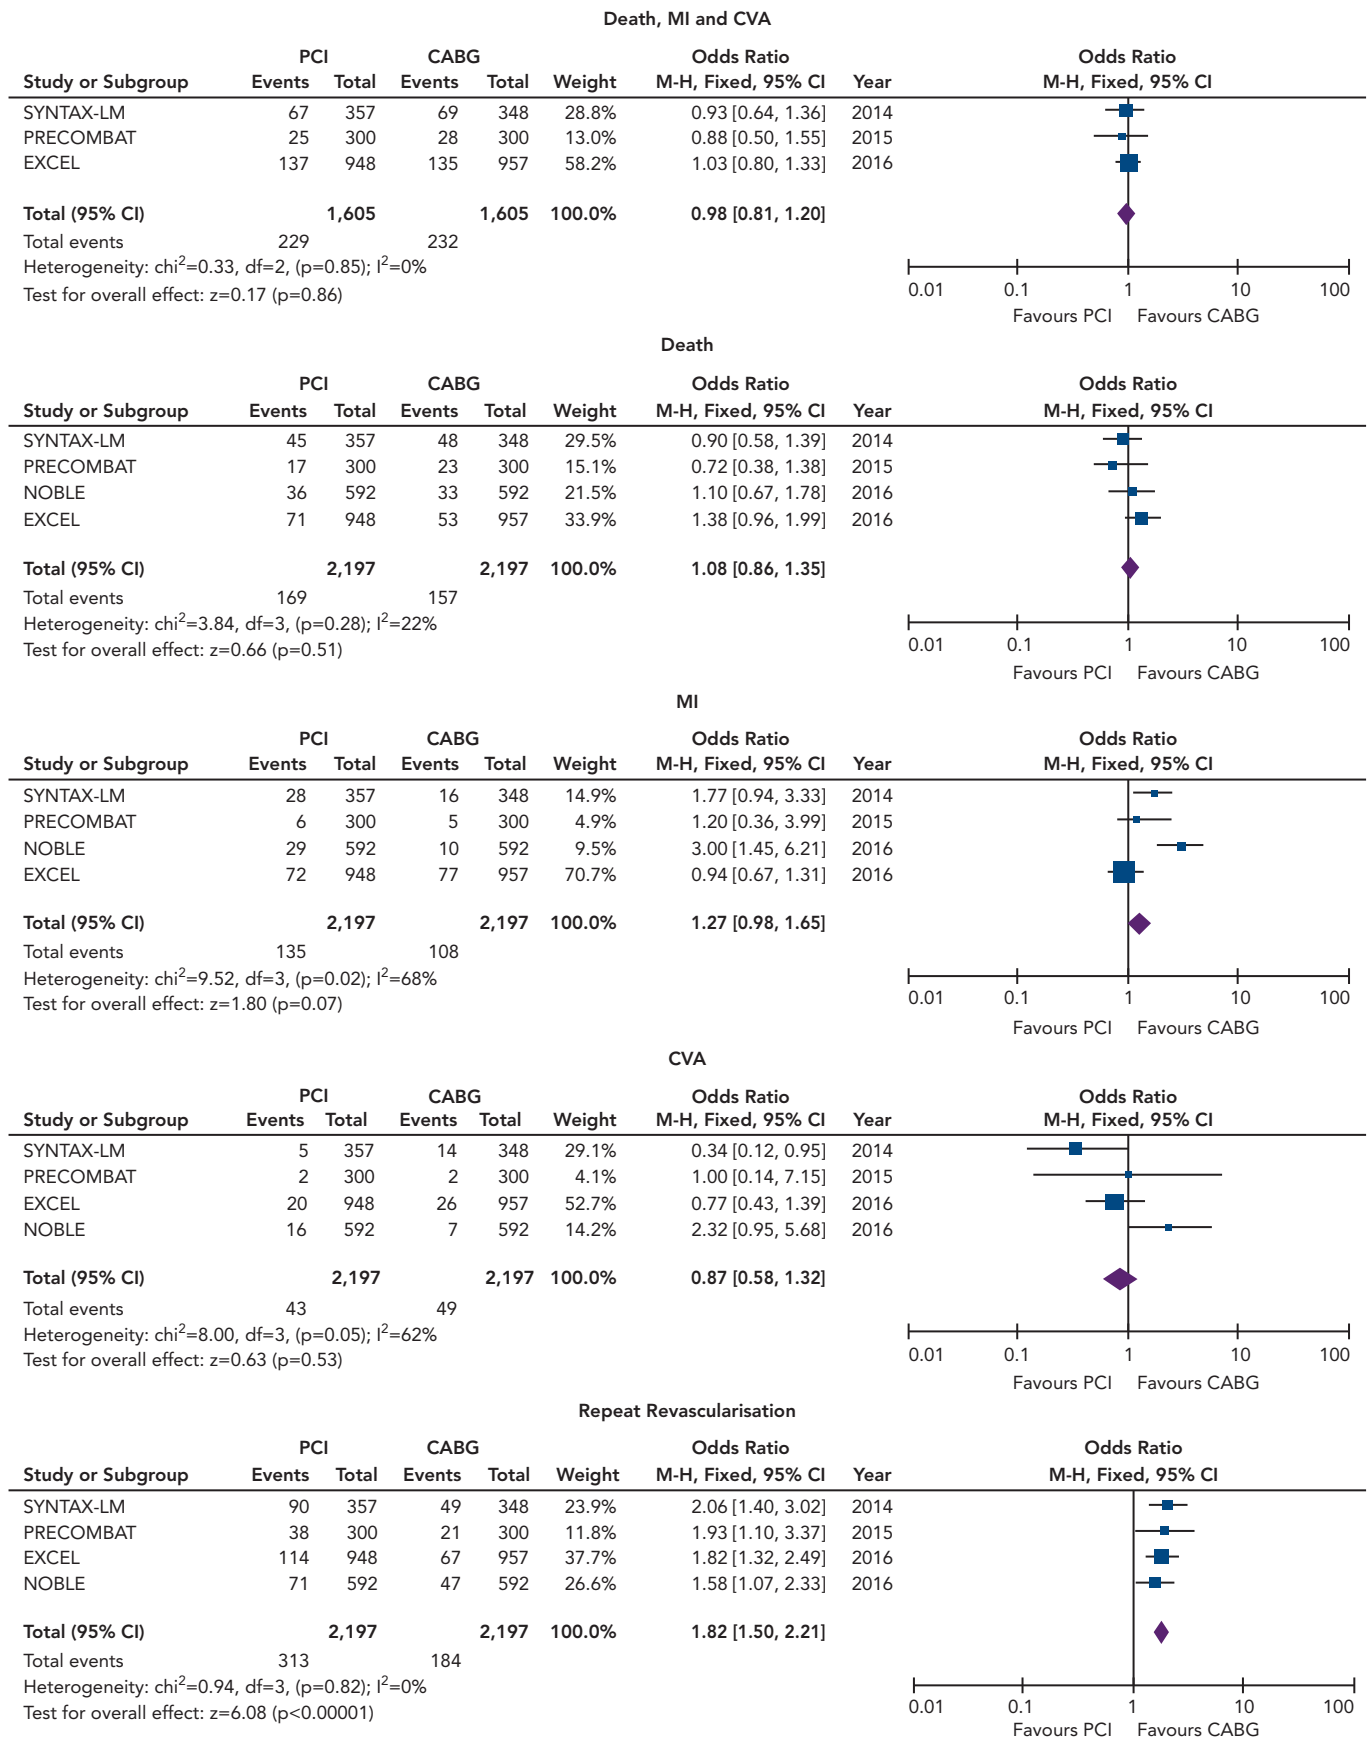 Death, MI and CVA
PCI CABG Odds Ratio Odds Ratio
Study or Subgroup Events Total Events Total Weight M-H, Fixed, 95% CI Year M-H, Fixed, 95% CI
SYNTAX-LM 67 357 69 348 28.8% 0.93 [0.64, 1.36] 2014
PRECOMBAT 25 300 28 300 13.0% 0.88 [0.50, 1.55] 2015
EXCEL 137 948 135 957 58.2% 1.03 [0.80, 1.33] 2016
Total (95% CI) 1,605 1,605 100.0% 0.98 [0.81, 1.20]
Total events 229 232
Heterogeneity: chi²=0.33, df=2, (p=0.85); I²=0%
Test for overall effect: z=0.17 (p=0.86)
0.01 0.1 1 10 100
Favours PCI Favours CABG
Death
PCI CABG Odds Ratio Odds Ratio
Study or Subgroup Events Total Events Total Weight M-H, Fixed, 95% CI Year M-H, Fixed, 95% CI
SYNTAX-LM 45 357 48 348 29.5% 0.90 [0.58, 1.39] 2014
PRECOMBAT 17 300 23 300 15.1% 0.72 [0.38, 1.38] 2015
NOBLE 36 592 33 592 21.5% 1.10 [0.67, 1.78] 2016
EXCEL 71 948 53 957 33.9% 1.38 [0.96, 1.99] 2016
Total (95% CI) 2,197 2,197 100.0% 1.08 [0.86, 1.35]
Total events 169 157
Heterogeneity: chi²=3.84, df=3, (p=0.28); I²=22%
Test for overall effect: z=0.66 (p=0.51)
0.01 0.1 1 10 100
Favours PCI Favours CABG
MI
PCI CABG Odds Ratio Odds Ratio
Study or Subgroup Events Total Events Total Weight M-H, Fixed, 95% CI Year M-H, Fixed, 95% CI
SYNTAX-LM 28 357 16 348 14.9% 1.77 [0.94, 3.33] 2014
PRECOMBAT 6 300 5 300 4.9% 1.20 [0.36, 3.99] 2015
NOBLE 29 592 10 592 9.5% 3.00 [1.45, 6.21] 2016
EXCEL 72 948 77 957 70.7% 0.94 [0.67, 1.31] 2016
Total (95% CI) 2,197 2,197 100.0% 1.27 [0.98, 1.65]
Total events 135 108
Heterogeneity: chi²=9.52, df=3, (p=0.02); I²=68%
Test for overall effect: z=1.80 (p=0.07)
0.01 0.1 1 10 100
Favours PCI Favours CABG
CVA
PCI CABG Odds Ratio Odds Ratio
Study or Subgroup Events Total Events Total Weight M-H, Fixed, 95% CI Year M-H, Fixed, 95% CI
SYNTAX-LM 5 357 14 348 29.1% 0.34 [0.12, 0.95] 2014
PRECOMBAT 2 300 2 300 4.1% 1.00 [0.14, 7.15] 2015
EXCEL 20 948 26 957 52.7% 0.77 [0.43, 1.39] 2016
NOBLE 16 592 7 592 14.2% 2.32 [0.95, 5.68] 2016
Total (95% CI) 2,197 2,197 100.0% 0.87 [0.58, 1.32]
Total events 43 49
Heterogeneity: chi²=8.00, df=3, (p=0.05); I²=62%
Test for overall effect: z=0.63 (p=0.53)
0.01 0.1 1 10 100
Favours PCI Favours CABG
Repeat Revascularisation
PCI CABG Odds Ratio Odds Ratio
Study or Subgroup Events Total Events Total Weight M-H, Fixed, 95% CI Year M-H, Fixed, 95% CI
SYNTAX-LM 90 357 49 348 23.9% 2.06 [1.40, 3.02] 2014
PRECOMBAT 38 300 21 300 11.8% 1.93 [1.10, 3.37] 2015
EXCEL 114 948 67 957 37.7% 1.82 [1.32, 2.49] 2016
NOBLE 71 592 47 592 26.6% 1.58 [1.07, 2.33] 2016
Total (95% CI) 2,197 2,197 100.0% 1.82 [1.50, 2.21]
Total events 313 184
Heterogeneity: chi²=0.94, df=3, (p=0.82); I²=0%
Test for overall effect: z=6.08 (p<0.00001)
0.01 0.1 1 10 100
Favours PCI Favours CABG